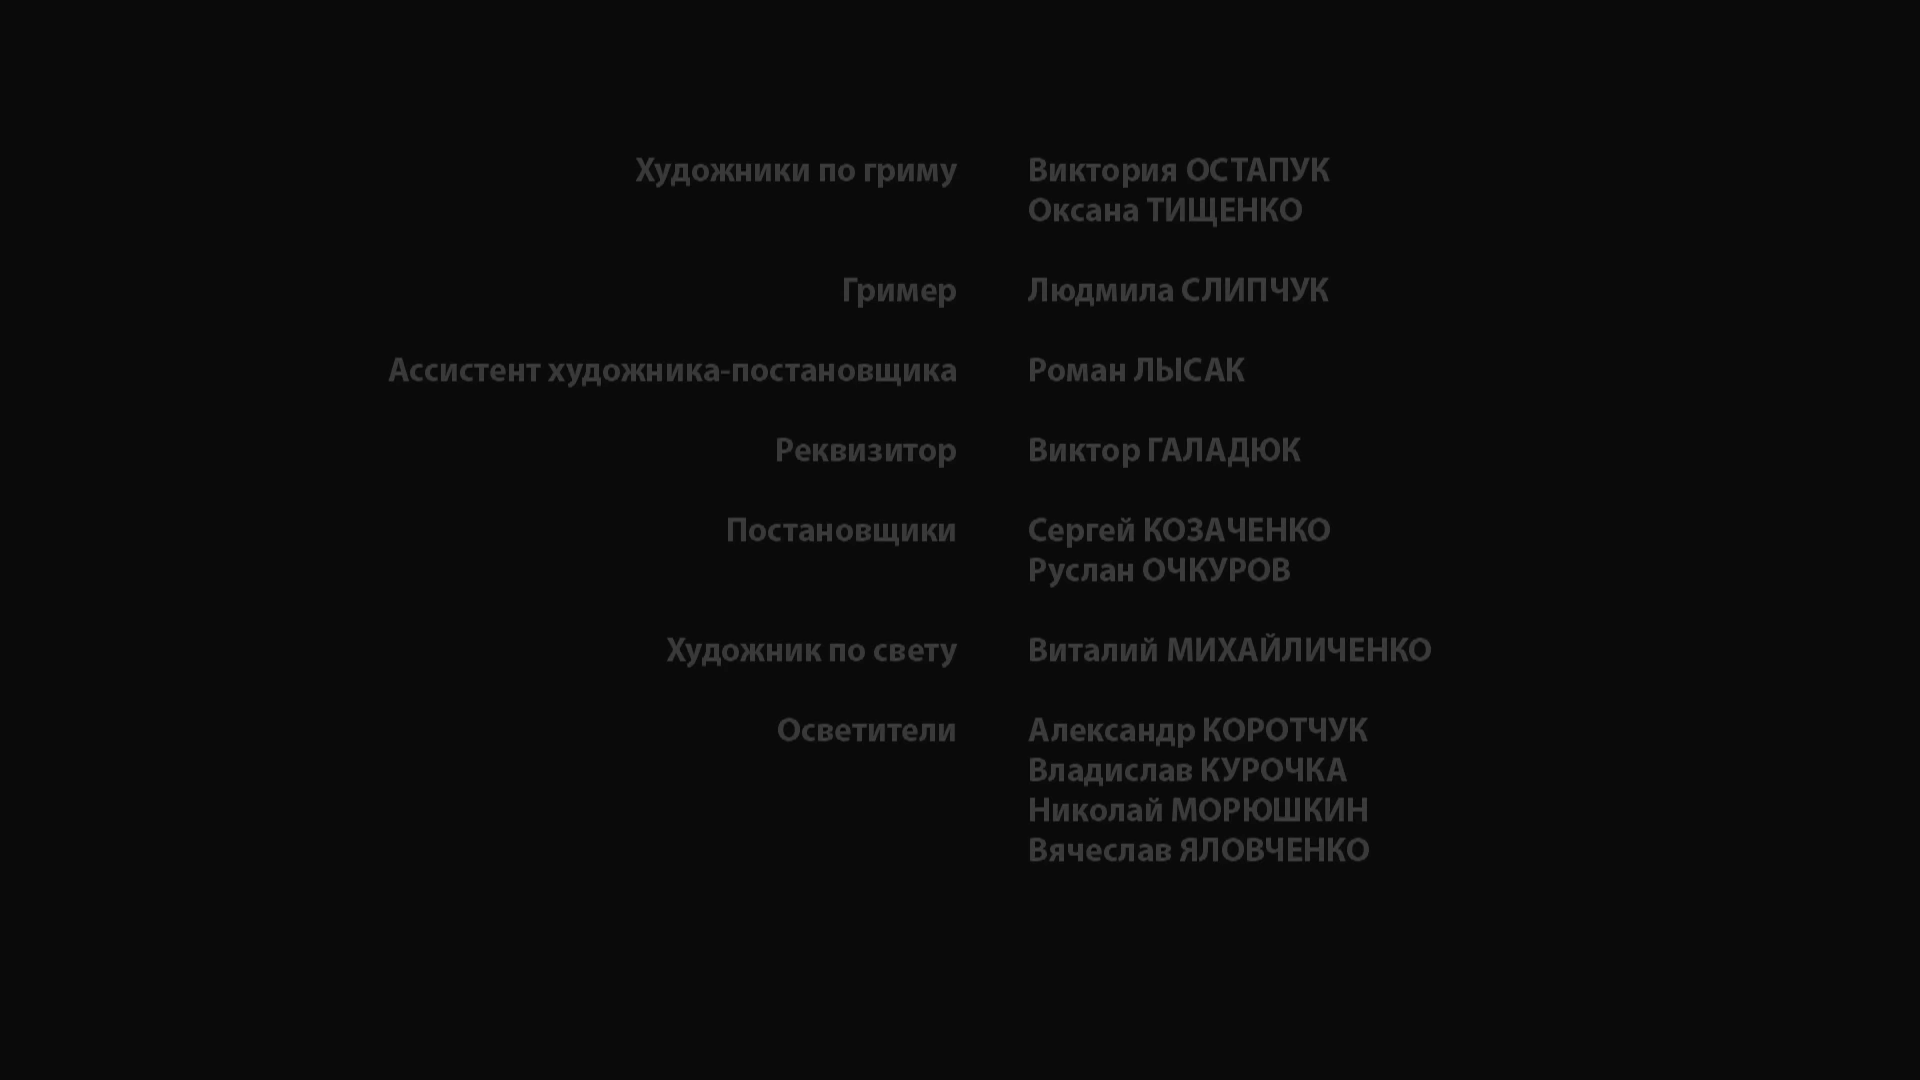 Художники по гриму Виктория ОСТАПУК
Оксана ТИЩЕНКО
Гример Людмила СЛИПЧУК
Ассистент художника-постановщика Роман ЛЫСАК
Реквизитор Виктор ГАЛАДЮК
Постановщики Сергей КОЗАЧЕНКО
Руслан ОЧКУРОВ
Художник по свету Виталий МИХАЙЛИЧЕНКО
Осветители Александр КОРОТЧУК
Владислав КУРОЧКА
Николай МОРЮШКИН
Вячеслав ЯЛОВЧЕНКО